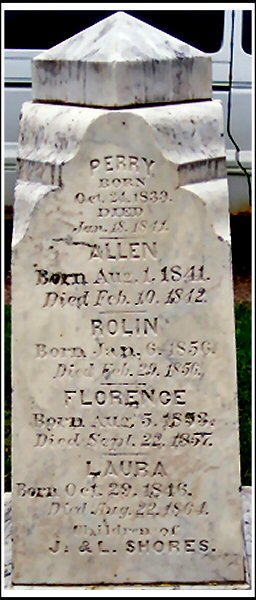 PERRY.
BORN
Oct. 24. 1839.
DIED
Jan. 18. 1841.
ALLEN
Born Aug. 1. 1841.
Died Feb. 10. 1842.
ROLIN
Born Jan. 6. 1856.
Died Feb. 29. 1856.
FLORENCE
Born Aug. 5. 1853.
Died Sept. 22. 1857.
LAURA
Born Oct. 29. 1846.
Died Aug. 22. 1864.
Children of
J. & L. SHORES.